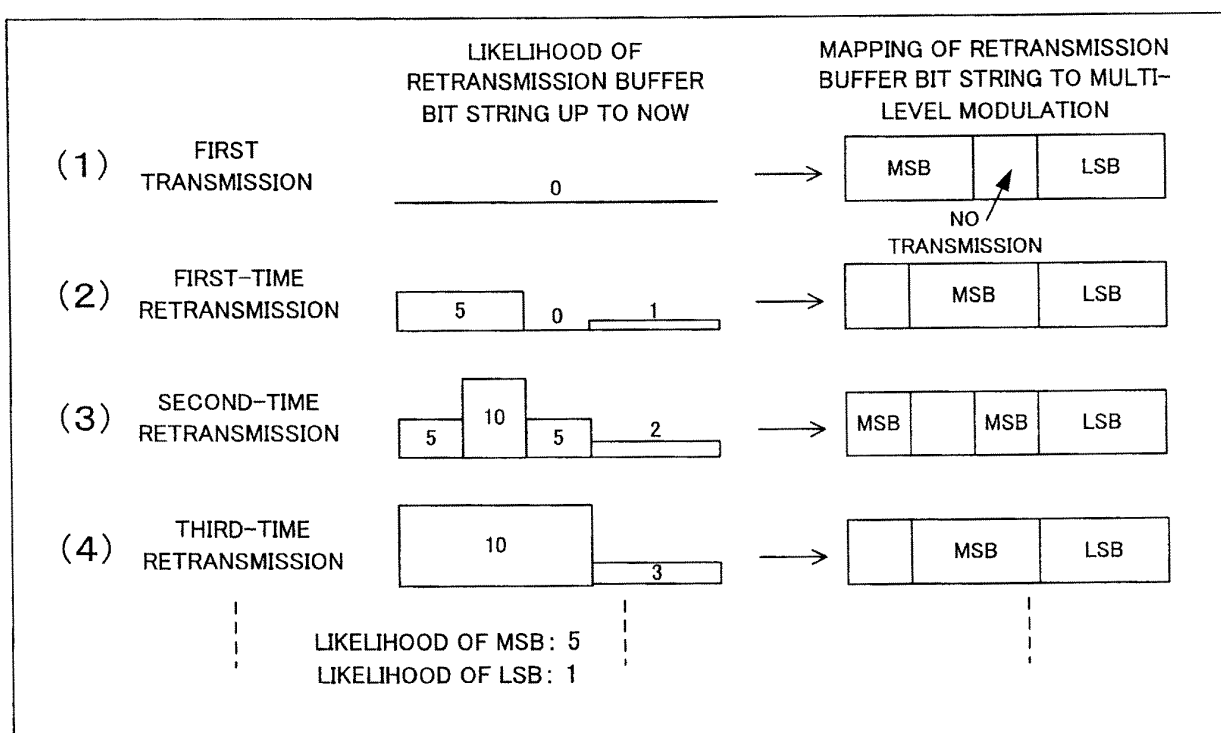 LIKELIHOOD OF
RETRANSMISSION BUFFER
BIT STRING UP TO NOW
MAPPING OF RETRANSMISSION
BUFFER BIT STRING TO MULTI-
LEVEL MODULATION
(1)
FIRST
TRANSMISSION
0
MSB
LSB
NO
TRANSMISSION
(2)
FIRST-TIME
RETRANSMISSION
5
0
1
MSB
LSB
(3)
SECOND-TIME
RETRANSMISSION
5
10
5
2
MSB
MSB
LSB
(4)
THIRD-TIME
RETRANSMISSION
10
3
MSB
LSB
LIKELIHOOD OF MSB: 5
LIKELIHOOD OF LSB: 1